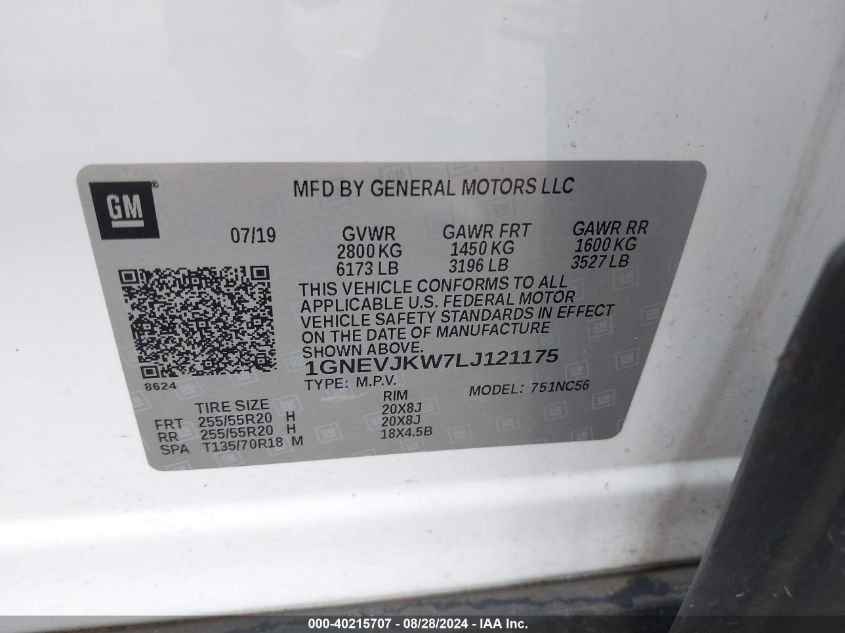 GM®
MFD BY GENERAL MOTORS LLC
07/19 GVWR GAWR FRT GAWR RR
2800 KG 1450 KG 1600 KG
6173 LB 3196 LB 3527 LB
THIS VEHICLE CONFORMS TO ALL
APPLICABLE U.S. FEDERAL MOTOR
VEHICLE SAFETY STANDARDS IN EFFECT
ON THE DATE OF MANUFACTURE
SHOWN ABOVE.
1GNEVJKW7LJ121175
8624
TYPE: M.P.V. MODEL: 751NC56
TIRE SIZE RIM
FRT 255/55R20 H 20X8J
RR 255/55R20 H 20X8J
SPA T135/70R18 M 18X4.5B
000-40215707 - 08/28/2024 - IAA Inc.